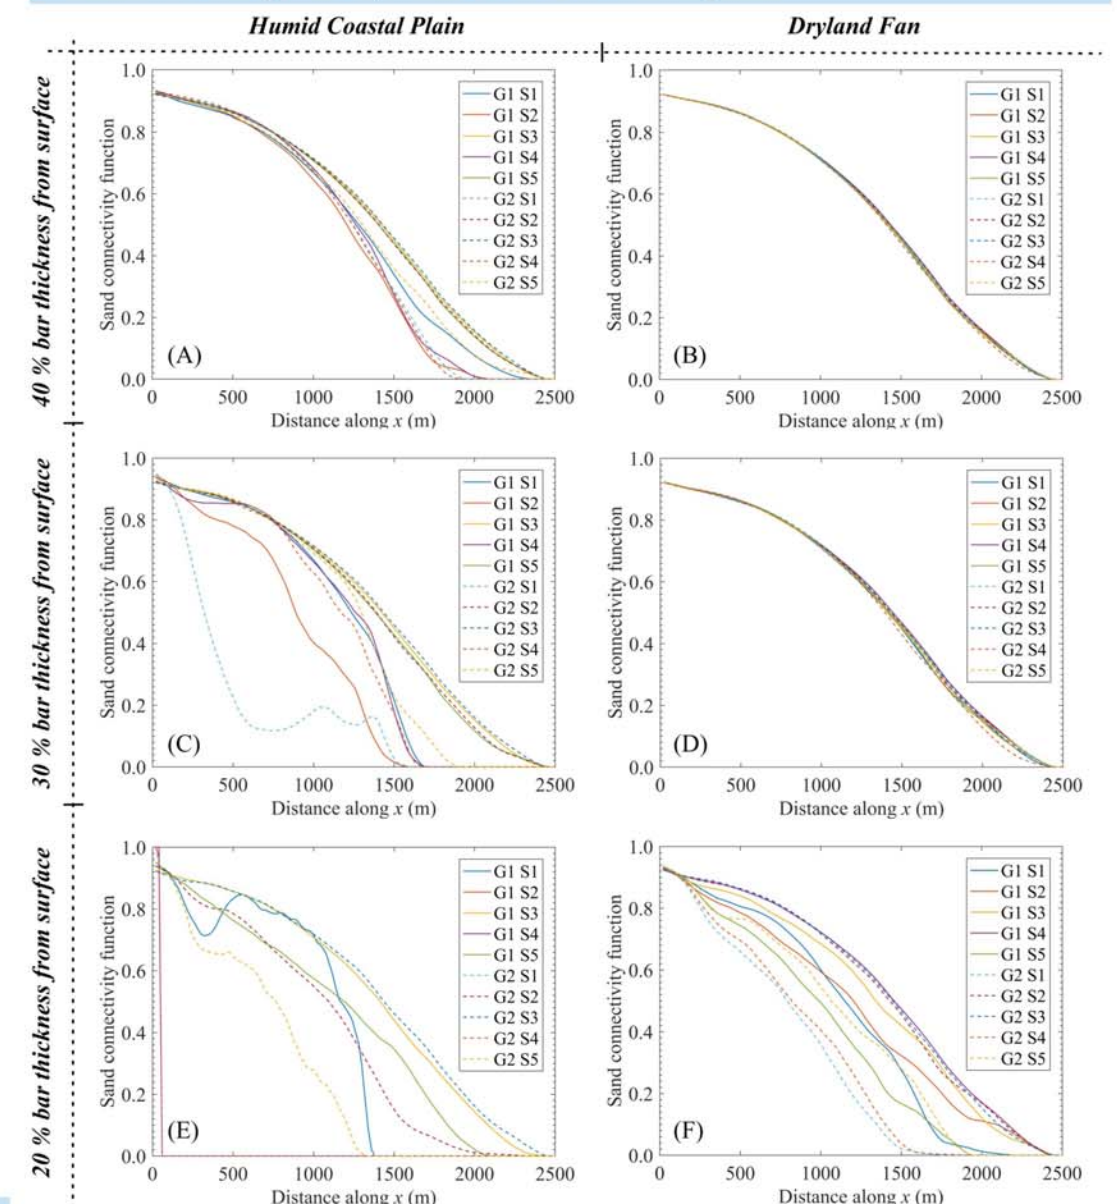 Humid Coastal Plain
Dryland Fan
40 % bar thickness from surface
Sand connectivity function
1.0
0.8
0.6
0.4
0.2
0.0
G1 S1
G1 S2
G1 S3
G1 S4
G1 S5
G2 S1
G2 S2
G2 S3
G2 S4
G2 S5
(A)
0 500 1000 1500 2000 2500
Distance along x (m)
Sand connectivity function
1.0
0.8
0.6
0.4
0.2
0.0
G1 S1
G1 S2
G1 S3
G1 S4
G1 S5
G2 S1
G2 S2
G2 S3
G2 S4
G2 S5
(B)
0 500 1000 1500 2000 2500
Distance along x (m)
30 % bar thickness from surface
Sand connectivity function
1.0
0.8
0.6
0.4
0.2
0.0
G1 S1
G1 S2
G1 S3
G1 S4
G1 S5
G2 S1
G2 S2
G2 S3
G2 S4
G2 S5
(C)
0 500 1000 1500 2000 2500
Distance along x (m)
Sand connectivity function
1.0
0.8
0.6
0.4
0.2
0.0
G1 S1
G1 S2
G1 S3
G1 S4
G1 S5
G2 S1
G2 S2
G2 S3
G2 S4
G2 S5
(D)
0 500 1000 1500 2000 2500
Distance along x (m)
20 % bar thickness from surface
Sand connectivity function
1.0
0.8
0.6
0.4
0.2
0.0
G1 S1
G1 S2
G1 S3
G1 S4
G1 S5
G2 S1
G2 S2
G2 S3
G2 S4
G2 S5
(E)
0 500 1000 1500 2000 2500
Distance along x (m)
Sand connectivity function
1.0
0.8
0.6
0.4
0.2
0.0
G1 S1
G1 S2
G1 S3
G1 S4
G1 S5
G2 S1
G2 S2
G2 S3
G2 S4
G2 S5
(F)
0 500 1000 1500 2000 2500
Distance along x (m)